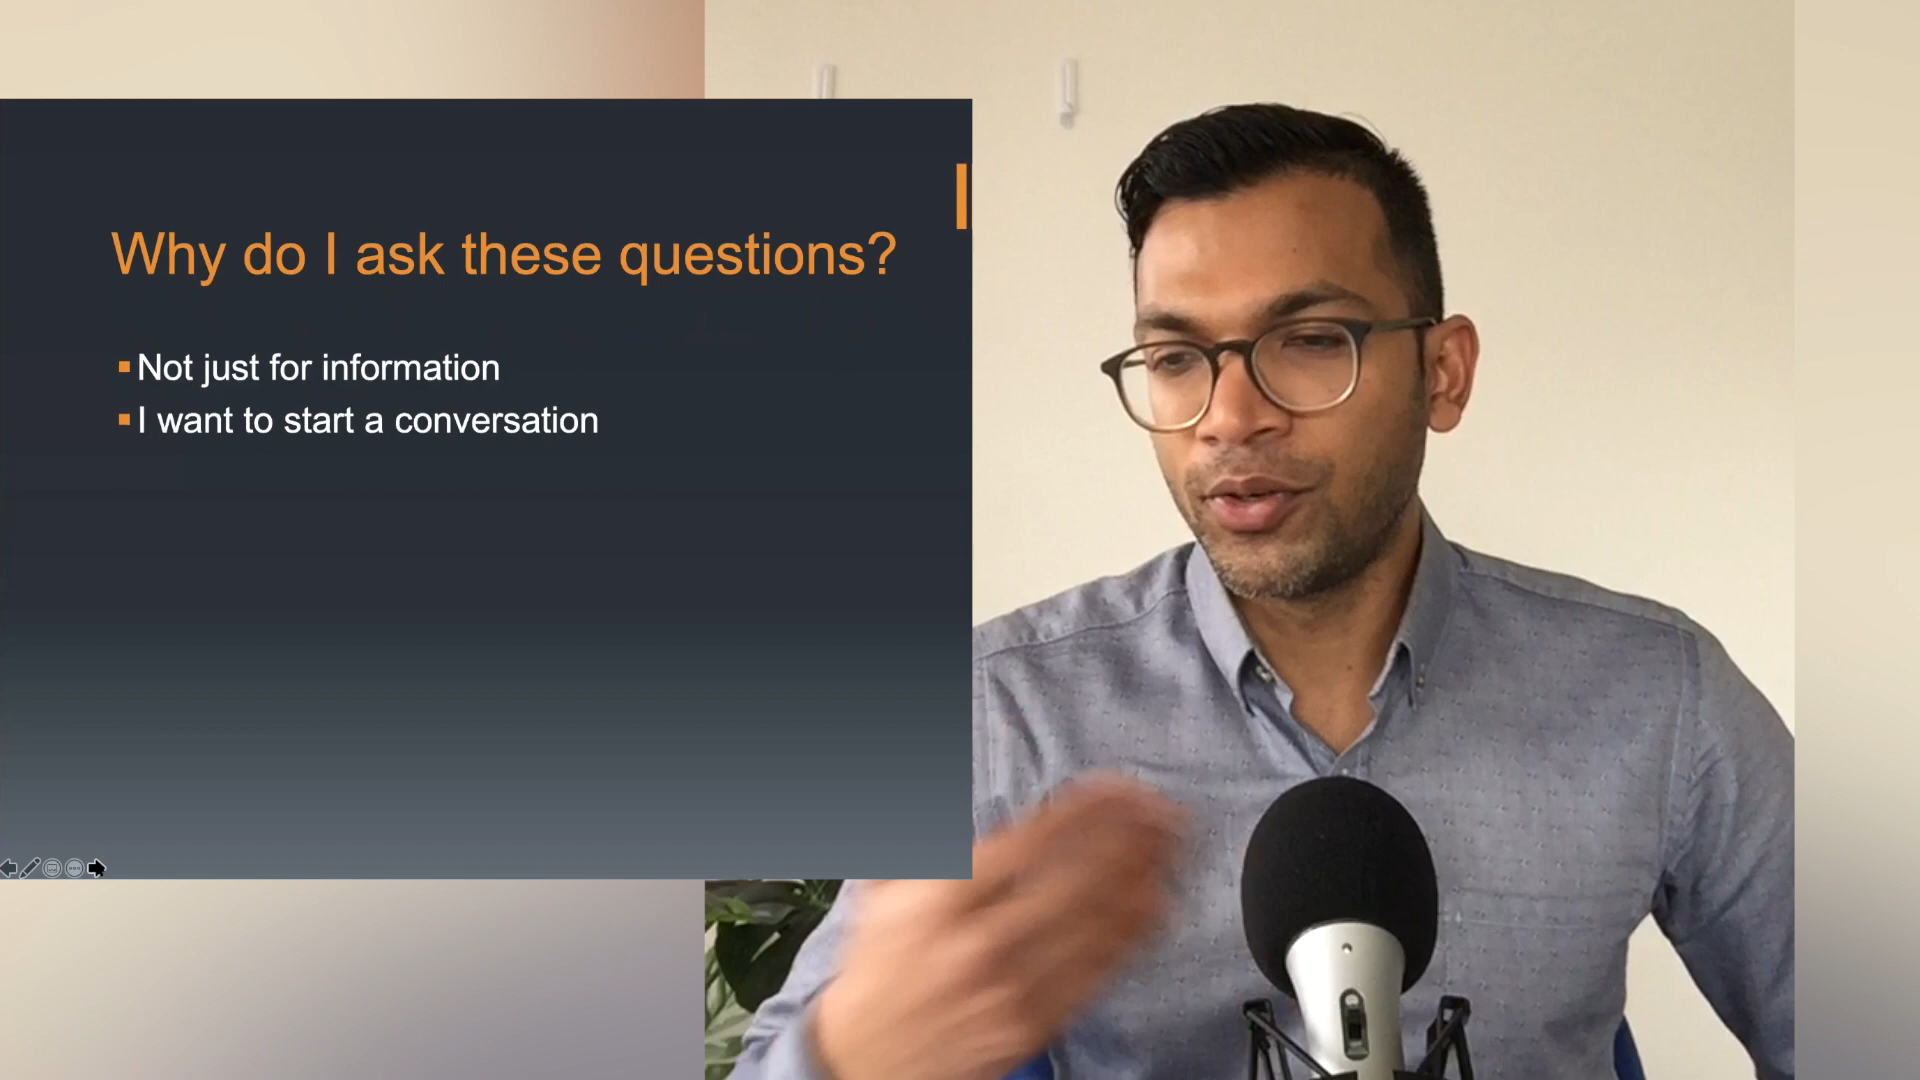 Why do I ask these questions?
Not just for information
I want to start a conversation